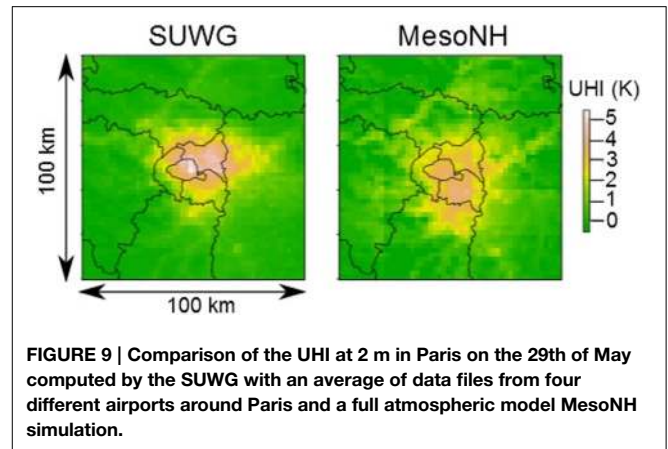 SUWG
MesoNH
UHI (K)
5
4
3
2
1
0
100 km
100 km
FIGURE 9 | Comparison of the UHI at 2 m in Paris on the 29th of May
computed by the SUWG with an average of data files from four
different airports around Paris and a full atmospheric model MesoNH
simulation.